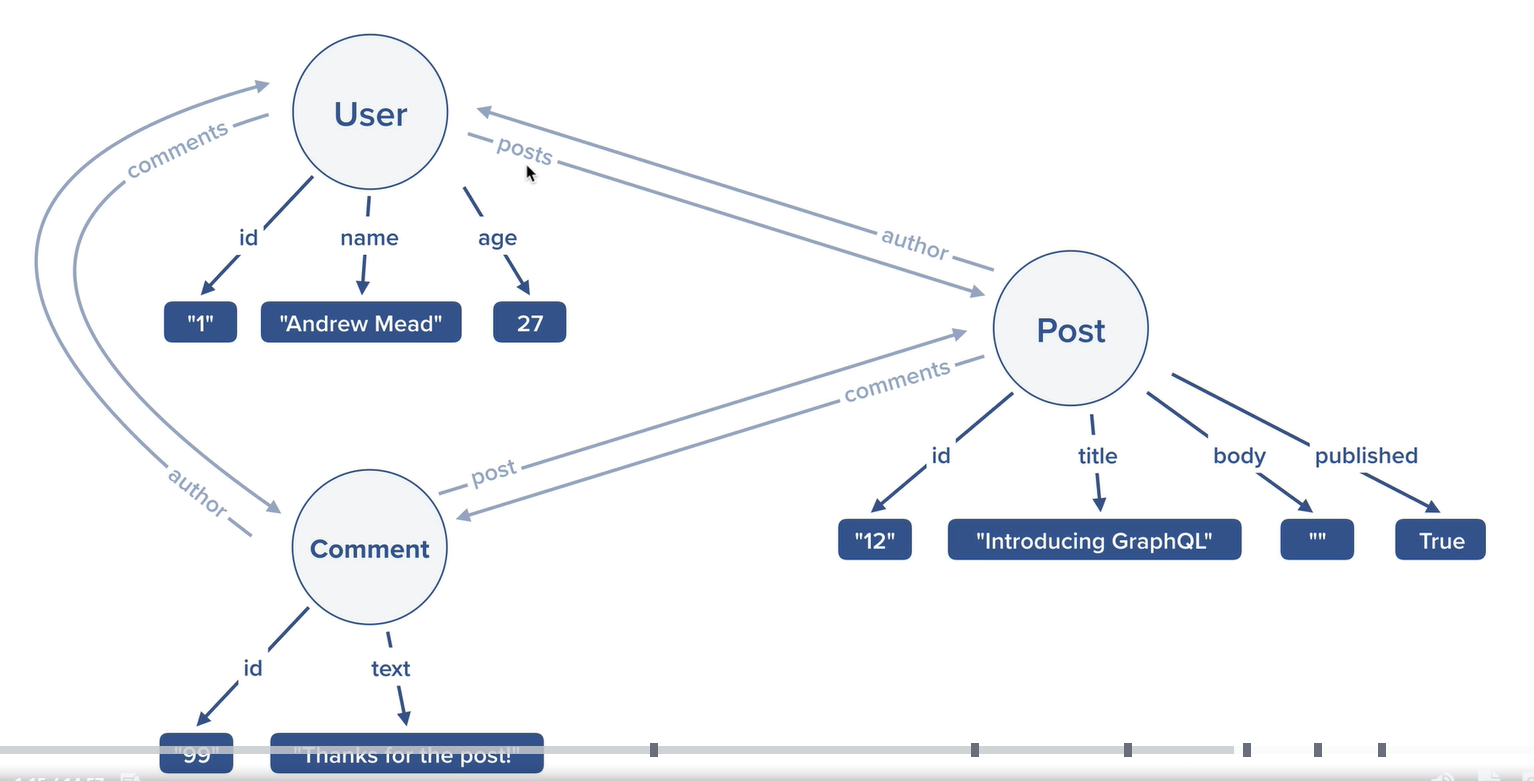 User
comments
posts
id
name
age
author
"1"
"Andrew Mead"
27
Post
comments
post
author
id
title
body
published
Comment
"12"
"Introducing GraphQL"
""
True
id
text
"99"
"Thanks for the post!"